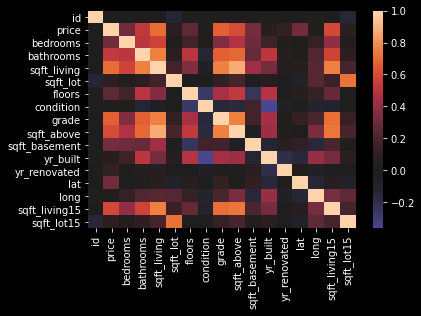 id
price
bedrooms
bathrooms
sqft_living
sqft_lot
floors
condition
grade
sqft_above
sqft_basement
yr_built
yr_renovated
lat
long
sqft_living15
sqft_lot15
id
price
bedrooms
bathrooms
sqft_living
sqft_lot
floors
condition
grade
sqft_above
sqft_basement
yr_built
yr_renovated
lat
long
sqft_living15
sqft_lot15
1.0
0.8
0.6
0.4
0.2
0.0
−0.2